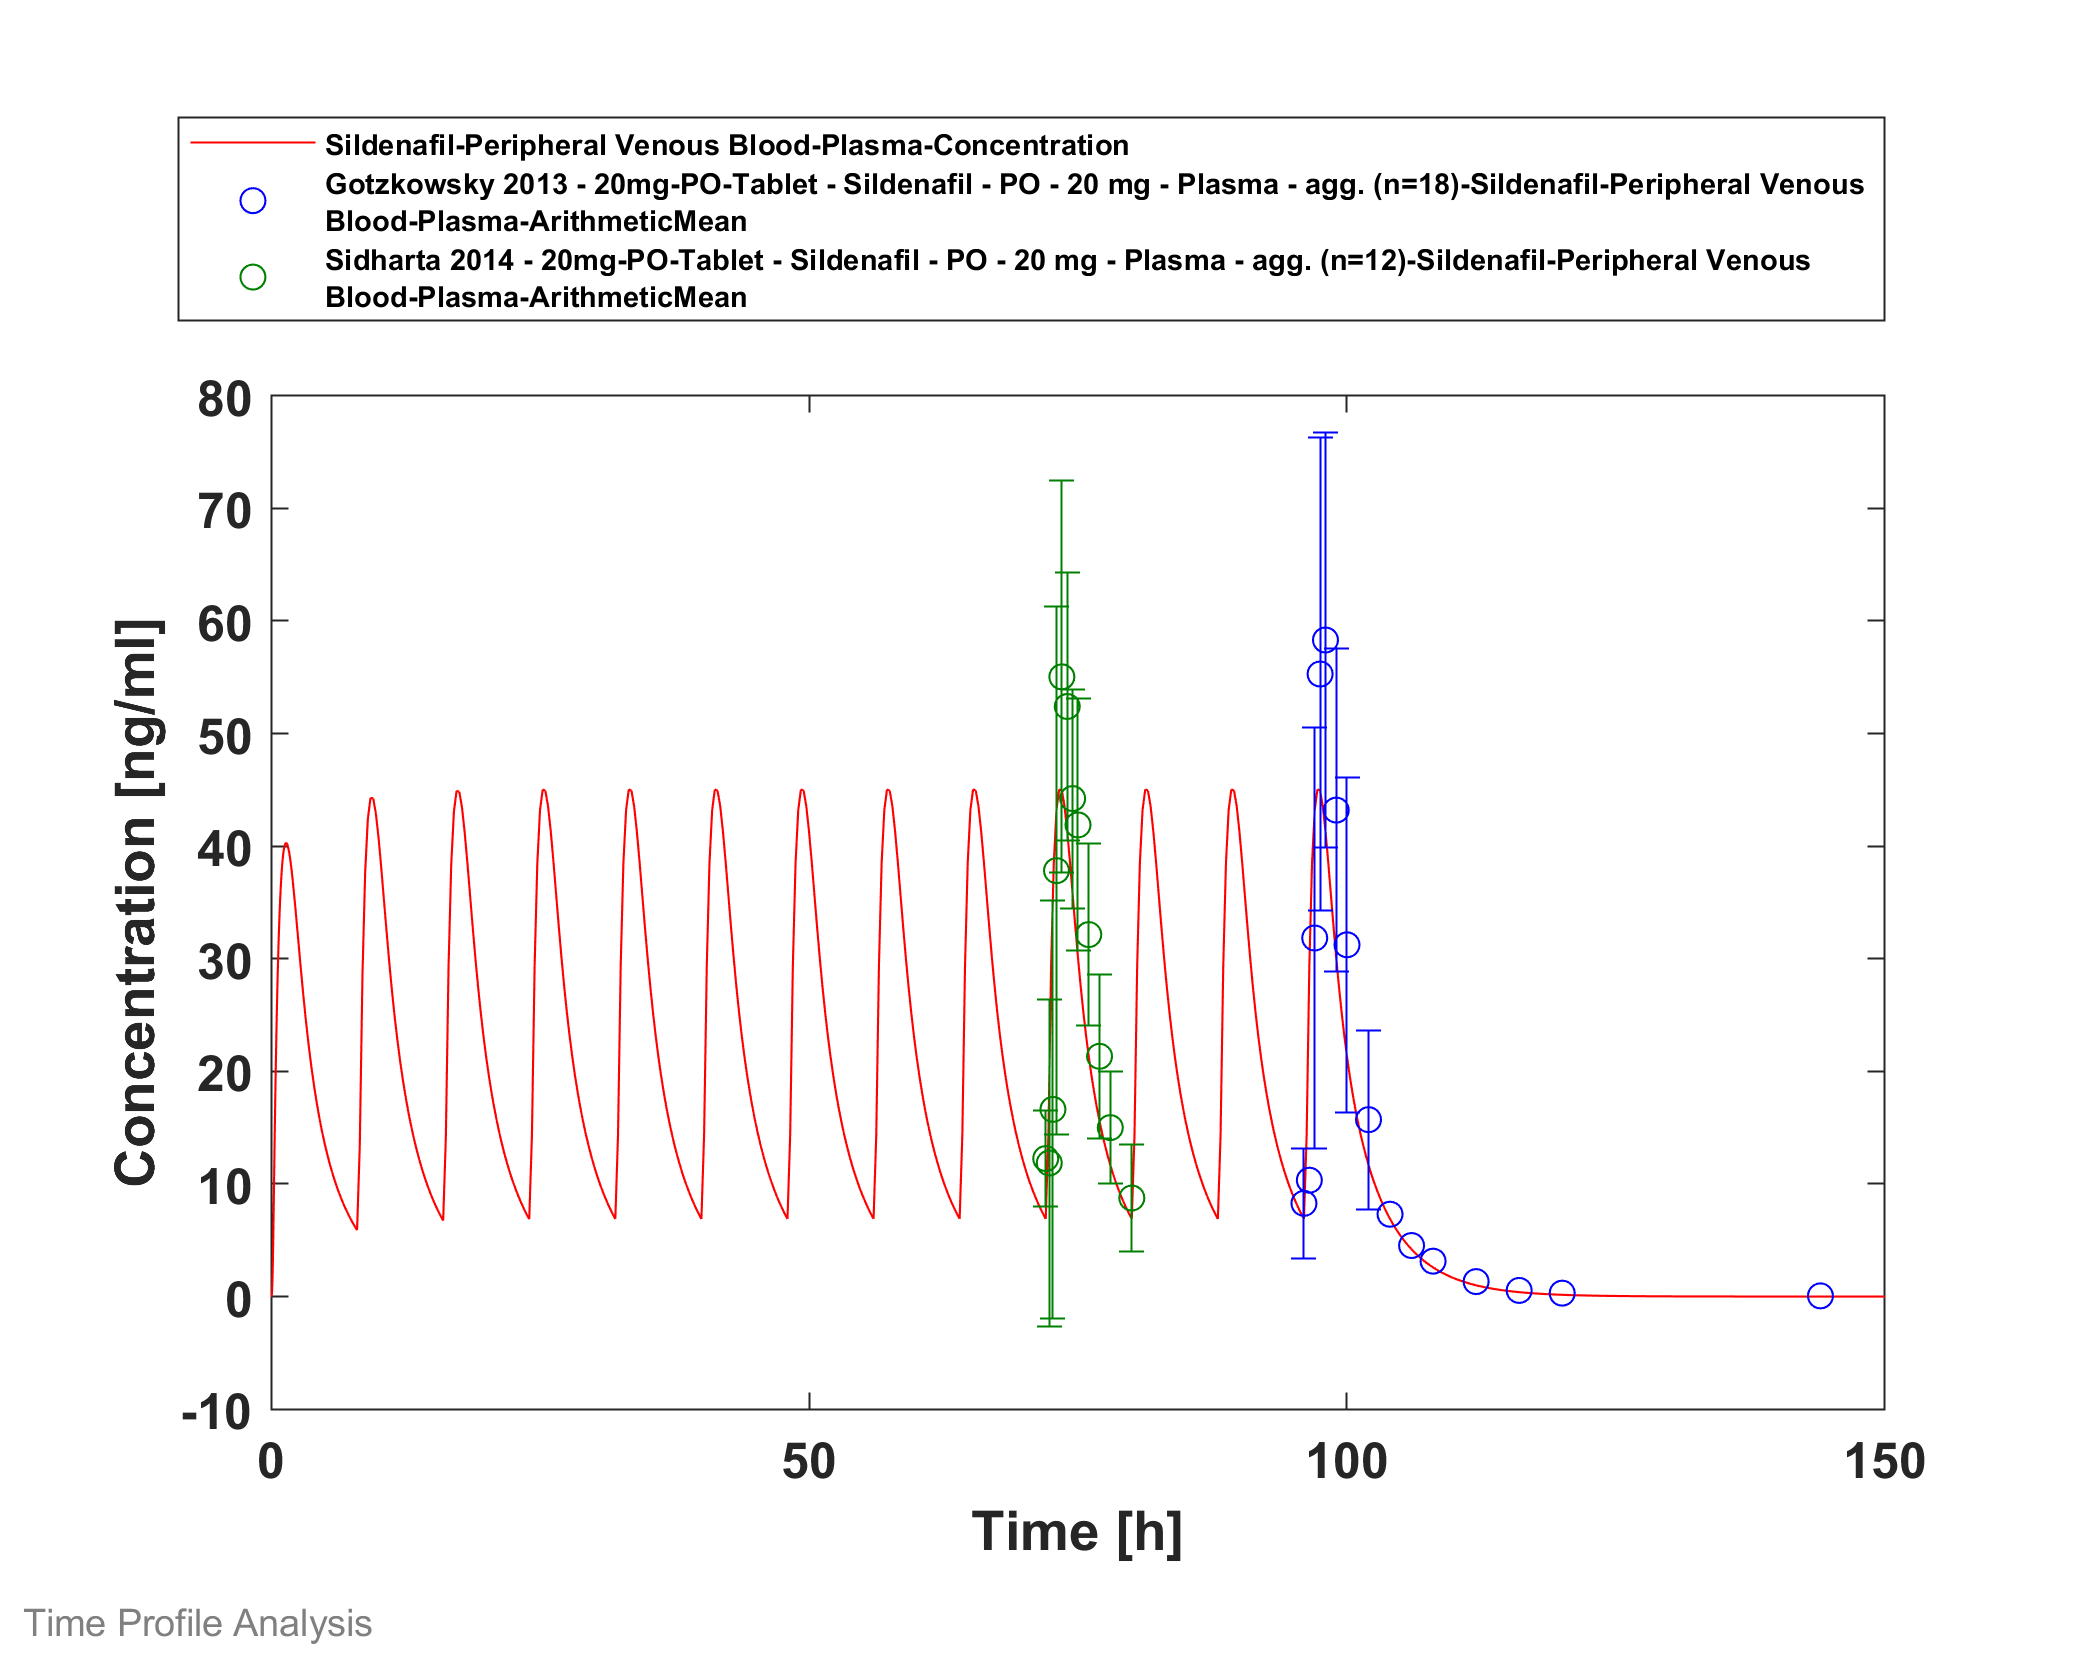 Sildenafil-Peripheral Venous Blood-Plasma-Concentration
Gotzkowsky 2013 - 20mg-PO-Tablet - Sildenafil - PO - 20 mg - Plasma - agg. (n=18)-Sildenafil-Peripheral Venous
Blood-Plasma-ArithmeticMean
Sidharta 2014 - 20mg-PO-Tablet - Sildenafil - PO - 20 mg - Plasma - agg. (n=12)-Sildenafil-Peripheral Venous
Blood-Plasma-ArithmeticMean
80
70
60
50
40
30
20
10
0
-10
Concentration [ng/ml]
0 50 100 150
Time [h]
Time Profile Analysis